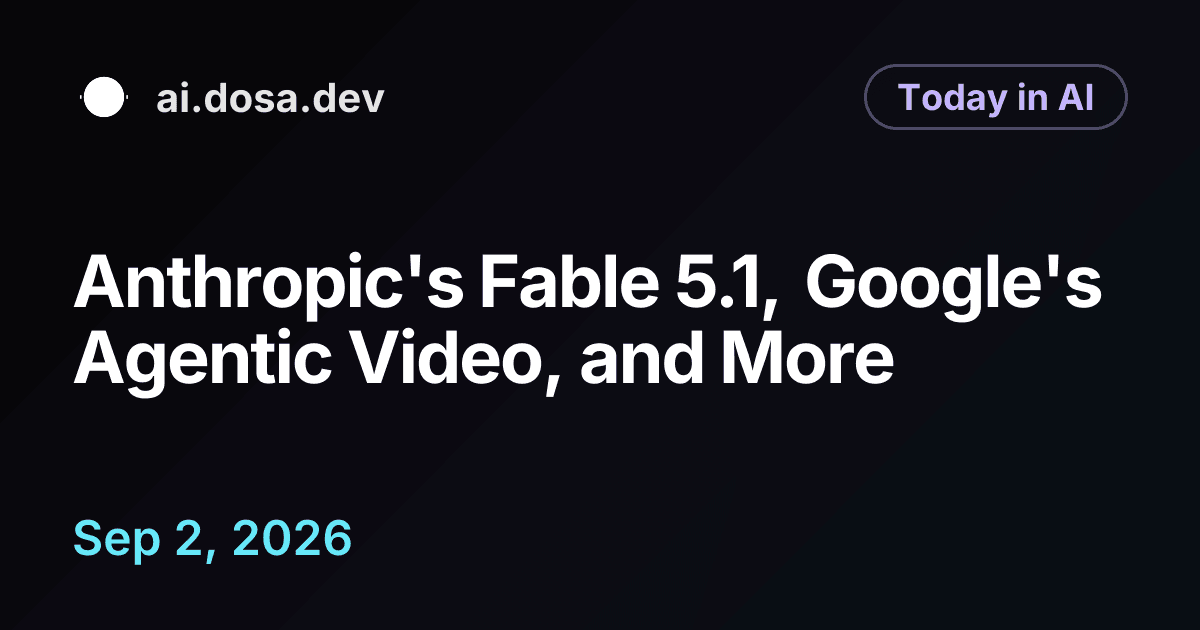 ai.dosa.dev
Today in AI
Anthropic's Fable 5.1, Google's
Agentic Video, and More
Sep 2, 2026